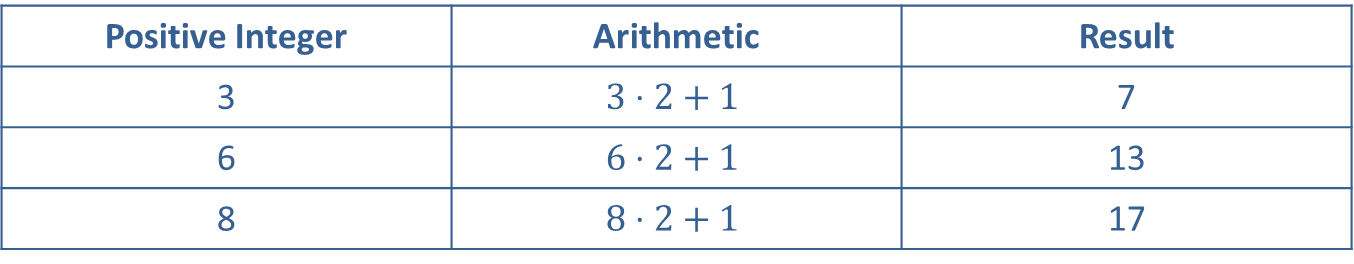 Positive Integer Arithmetic Result
3 3 · 2 + 1 7
6 6 · 2 + 1 13
8 8 · 2 + 1 17